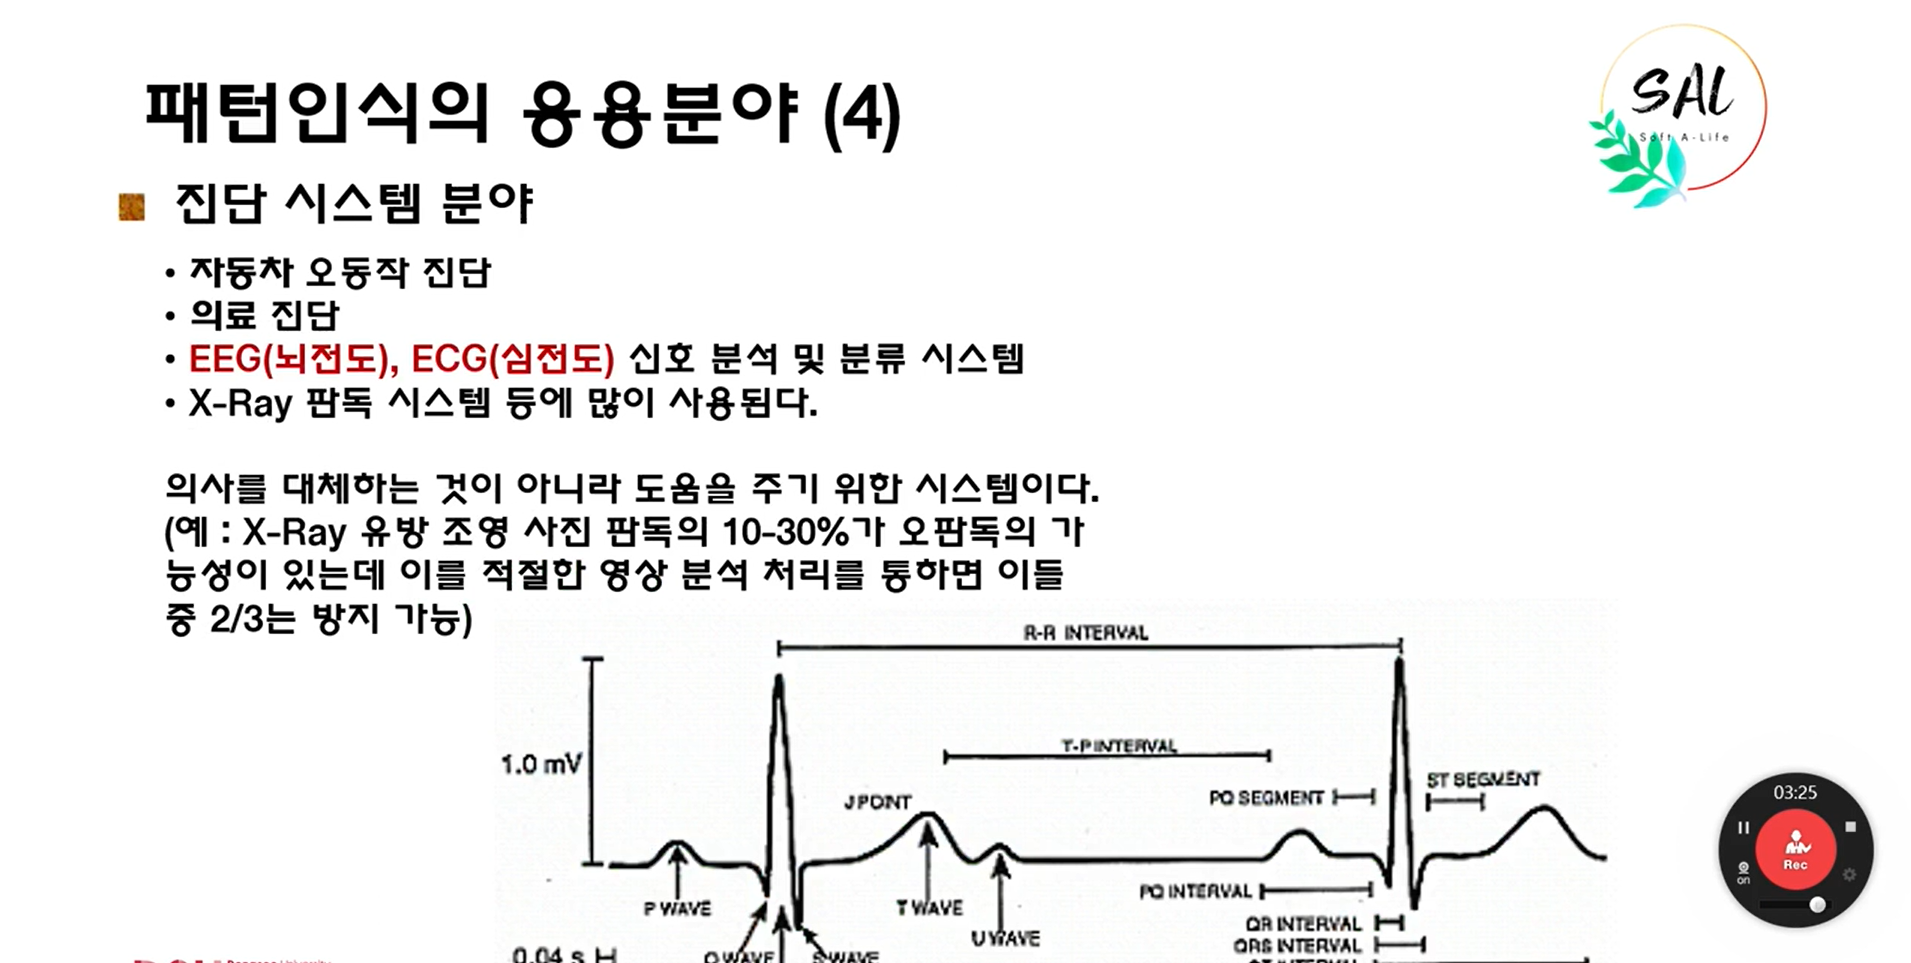 패턴인식의 응용분야 (4)
SAL
Soft A-Life
진단 시스템 분야
• 자동차 오동작 진단
• 의료 진단
• EEG(뇌전도), ECG(심전도) 신호 분석 및 분류 시스템
• X-Ray 판독 시스템 등에 많이 사용된다.
의사를 대체하는 것이 아니라 도움을 주기 위한 시스템이다.
(예 : X-Ray 유방 조영 사진 판독의 10-30%가 오판독의 가
능성이 있는데 이를 적절한 영상 분석 처리를 통하면 이들
중 2/3는 방지 가능)
R-R INTERVAL
1.0 mV
T-P INTERVAL
J POINT
PQ SEGMENT
ST SEGMENT
P WAVE
T WAVE
U WAVE
PQ INTERVAL
QR INTERVAL
QRS INTERVAL
0.04 s
Q WAVE
S WAVE
03:25
Rec
on